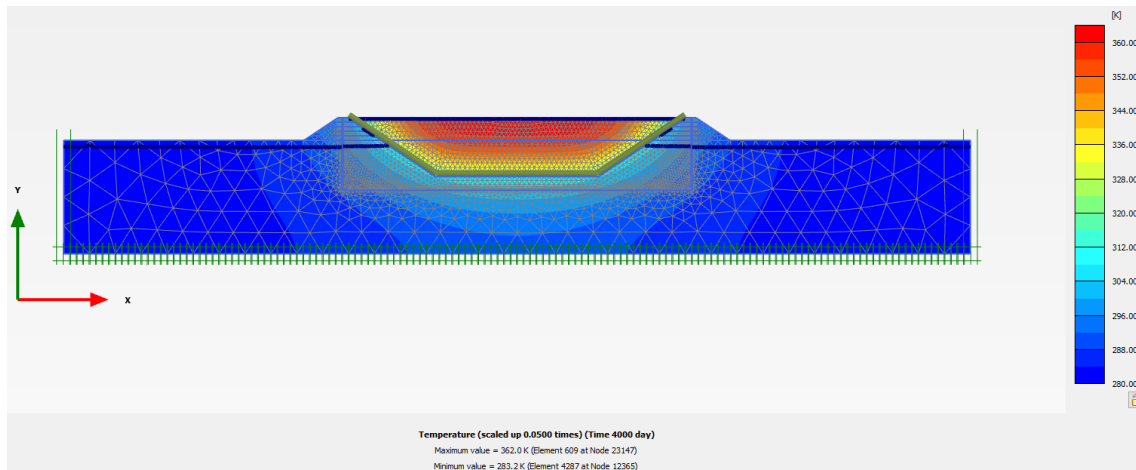 [K]
360.00
352.00
344.00
336.00
328.00
320.00
312.00
304.00
296.00
288.00
280.00
Y
X
Temperature (scaled up 0.0500 times) (Time 4000 day)
Maximum value = 362.0 K (Element 609 at Node 23147)
Minimum value = 283.2 K (Element 4287 at Node 12365)